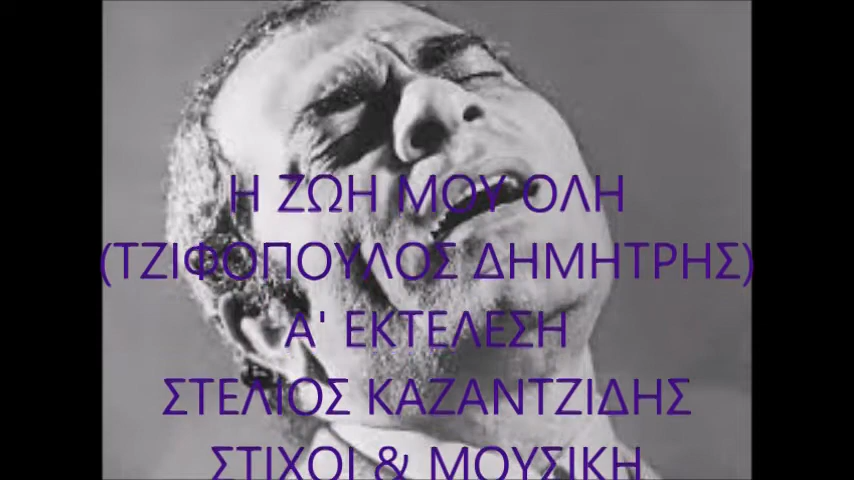 Η ΖΩΗ ΜΟΥ ΟΛΗ
(ΤΖΙΦΟΠΟΥΛΟΣ ΔΗΜΗΤΡΗΣ)
Α' ΕΚΤΕΛΕΣΗ
ΣΤΕΛΙΟΣ ΚΑΖΑΝΤΖΙΔΗΣ
ΣΤΙΧΟΙ & ΜΟΥΣΙΚΗ